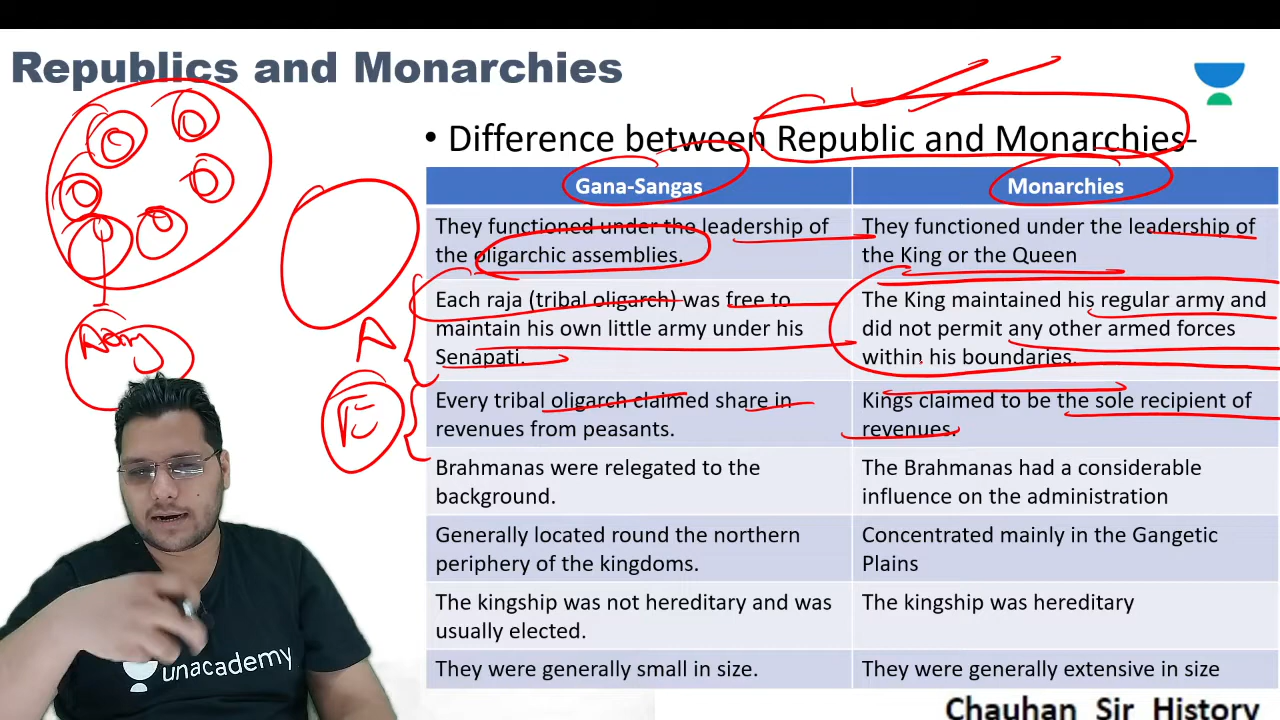 Republics and Monarchies
• Difference between Republic and Monarchies-
Gana-Sangas
Monarchies
They functioned under the leadership of
the oligarchic assemblies.
They functioned under the leadership of
the King or the Queen
Each raja (tribal oligarch) was free to
maintain his own little army under his
Senapati.
The King maintained his regular army and
did not permit any other armed forces
within his boundaries.
Every tribal oligarch claimed share in
revenues from peasants.
Kings claimed to be the sole recipient of
revenues.
Brahmanas were relegated to the
background.
The Brahmanas had a considerable
influence on the administration
Generally located round the northern
periphery of the kingdoms.
Concentrated mainly in the Gangetic
Plains
The kingship was not hereditary and was
usually elected.
The kingship was hereditary
They were generally small in size.
They were generally extensive in size
A
Army
unacademy
Chauhan Sir History